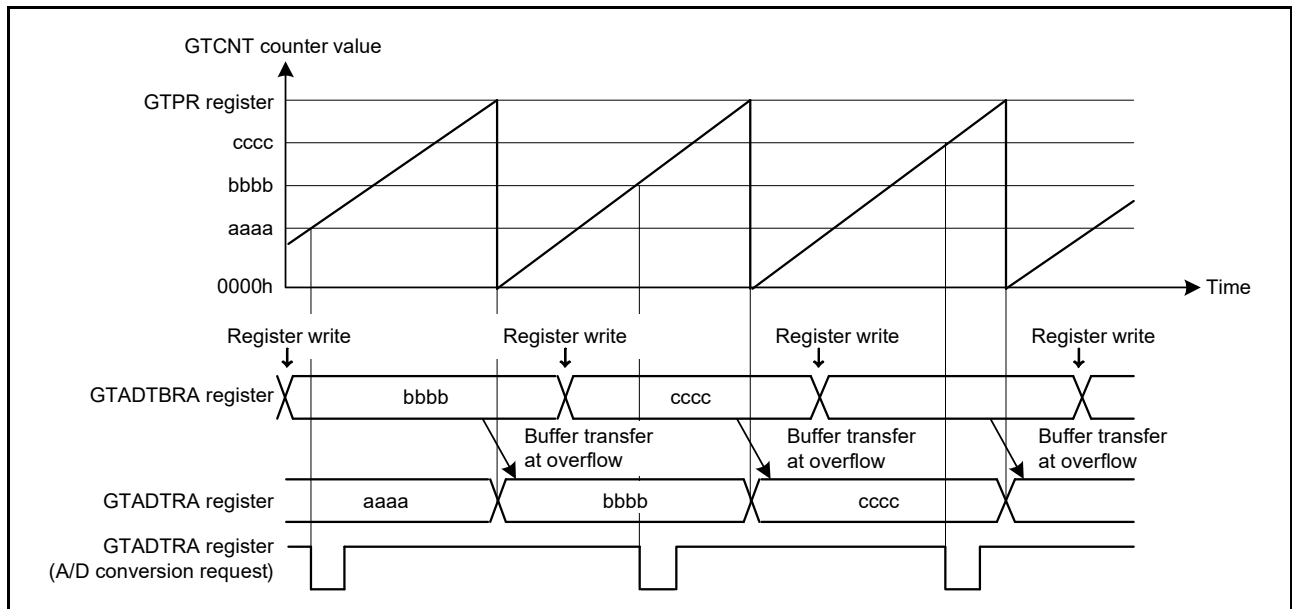 GTCNT counter value
GTPR register
cccc
bbbb
aaaa
0000h
Time
Register write
Register write
Register write
Register write
GTADTBRA register
bbbb
cccc
Buffer transfer
at overflow
Buffer transfer
at overflow
Buffer transfer
at overflow
GTADTRA register
aaaa
bbbb
cccc
GTADTRA register
(A/D conversion request)